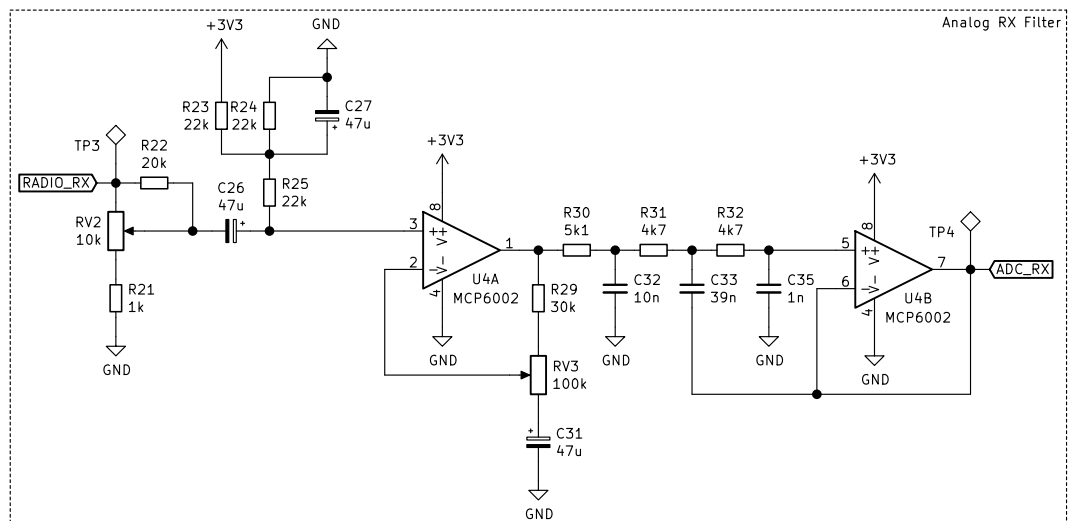 Analog RX Filter
+3V3
GND
R23
22k
R24
22k
C27
47u
TP3
R22
20k
RADIO_RX
R25
22k
C26
47u
+
RV2
10k
R21
1k
GND
+3V3
8
3
++
V
1
2
V-
4
U4A
MCP6002
GND
R29
30k
RV3
100k
+
C31
47u
GND
R30
5k1
R31
4k7
R32
4k7
C32
10n
GND
C33
39n
C35
1n
GND
+3V3
8
5
++
V
7
6
V-
4
U4B
MCP6002
GND
TP4
ADC_RX